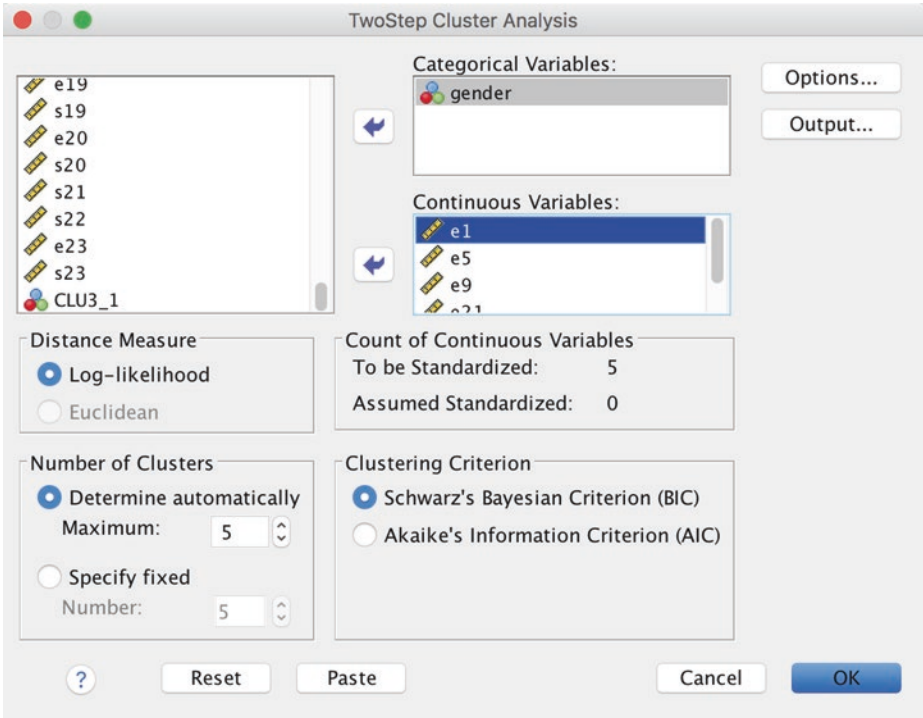 TwoStep Cluster Analysis
e19
s19
e20
s20
s21
s22
e23
s23
CLU3_1
Categorical Variables:
gender
Continuous Variables:
e1
e5
e9
e21
Options...
Output...
Distance Measure
Log-likelihood
Euclidean
Count of Continuous Variables
To be Standardized: 5
Assumed Standardized: 0
Number of Clusters
Determine automatically
Maximum: 5
Specify fixed
Number: 5
Clustering Criterion
Schwarz's Bayesian Criterion (BIC)
Akaike's Information Criterion (AIC)
? Reset Paste Cancel OK